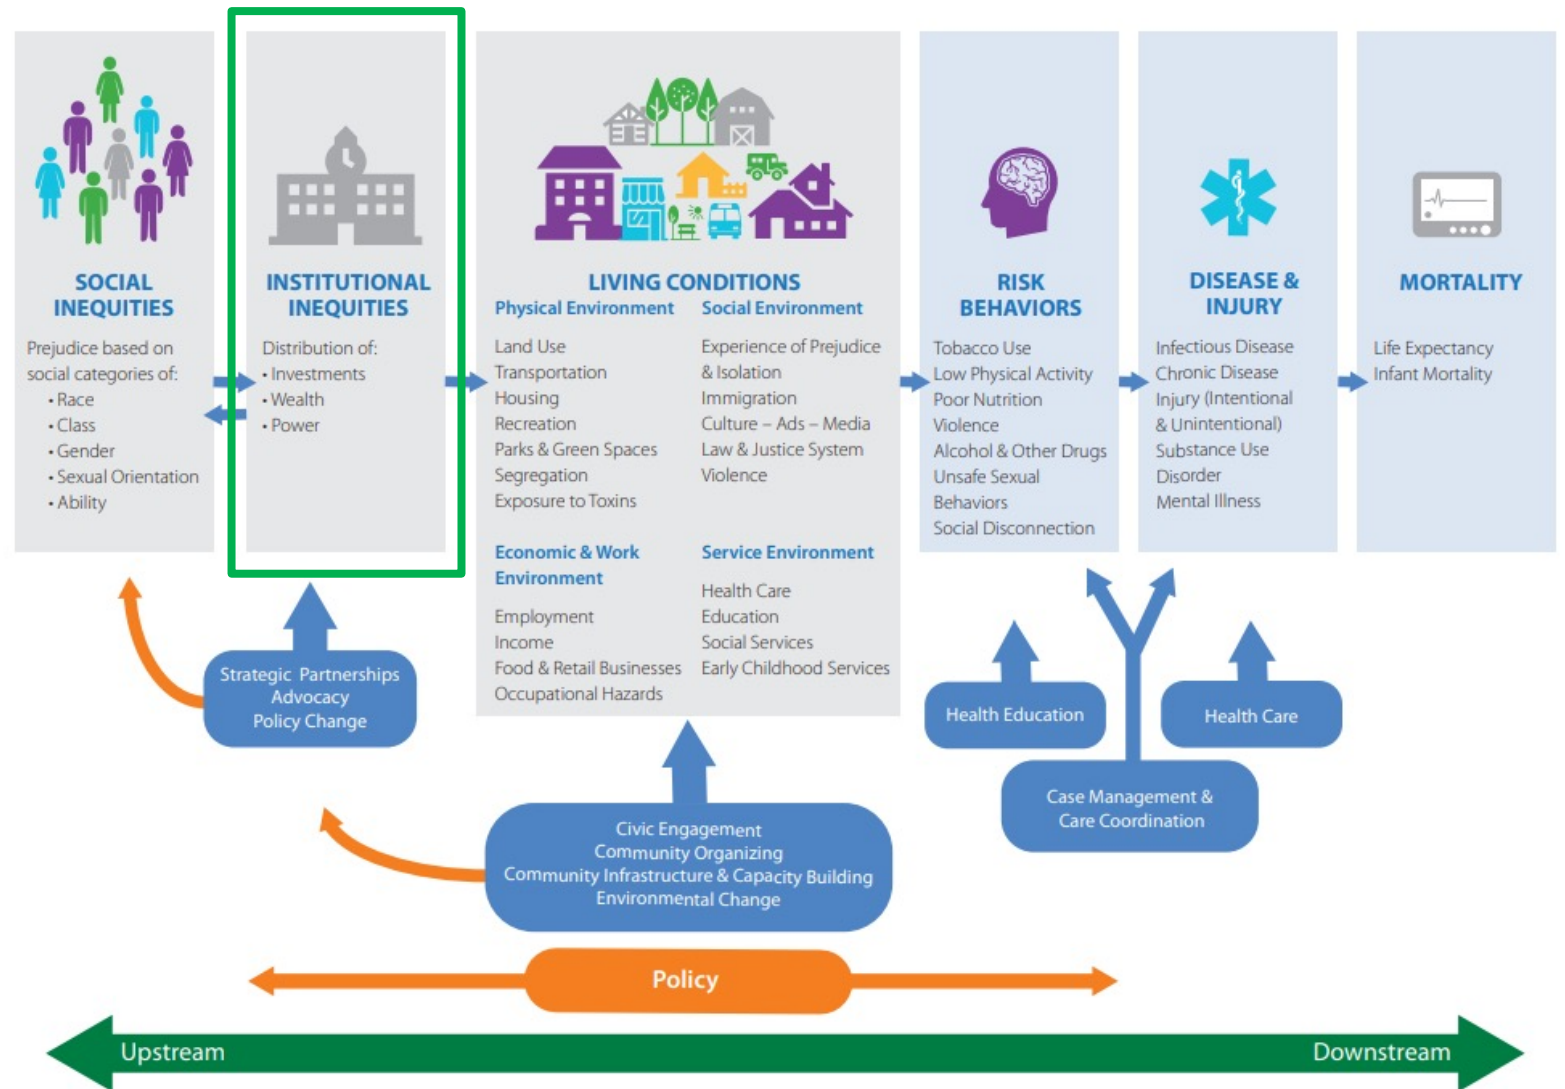 SOCIAL
INEQUITIES
Prejudice based on
social categories of:
• Race
• Class
• Gender
• Sexual Orientation
• Ability
INSTITUTIONAL
INEQUITIES
Distribution of:
• Investments
• Wealth
• Power
LIVING CONDITIONS
Physical Environment
Land Use
Transportation
Housing
Recreation
Parks & Green Spaces
Segregation
Exposure to Toxins
Social Environment
Experience of Prejudice
& Isolation
Immigration
Culture – Ads – Media
Law & Justice System
Violence
Economic & Work
Environment
Employment
Income
Food & Retail Businesses
Occupational Hazards
Service Environment
Health Care
Education
Social Services
Early Childhood Services
RISK
BEHAVIORS
Tobacco Use
Low Physical Activity
Poor Nutrition
Violence
Alcohol & Other Drugs
Unsafe Sexual
Behaviors
Social Disconnection
DISEASE &
INJURY
Infectious Disease
Chronic Disease
Injury (Intentional
& Unintentional)
Substance Use
Disorder
Mental Illness
MORTALITY
Life Expectancy
Infant Mortality
Strategic Partnerships
Advocacy
Policy Change
Civic Engagement
Community Organizing
Community Infrastructure & Capacity Building
Environmental Change
Health Education
Case Management &
Care Coordination
Health Care
Policy
Upstream
Downstream